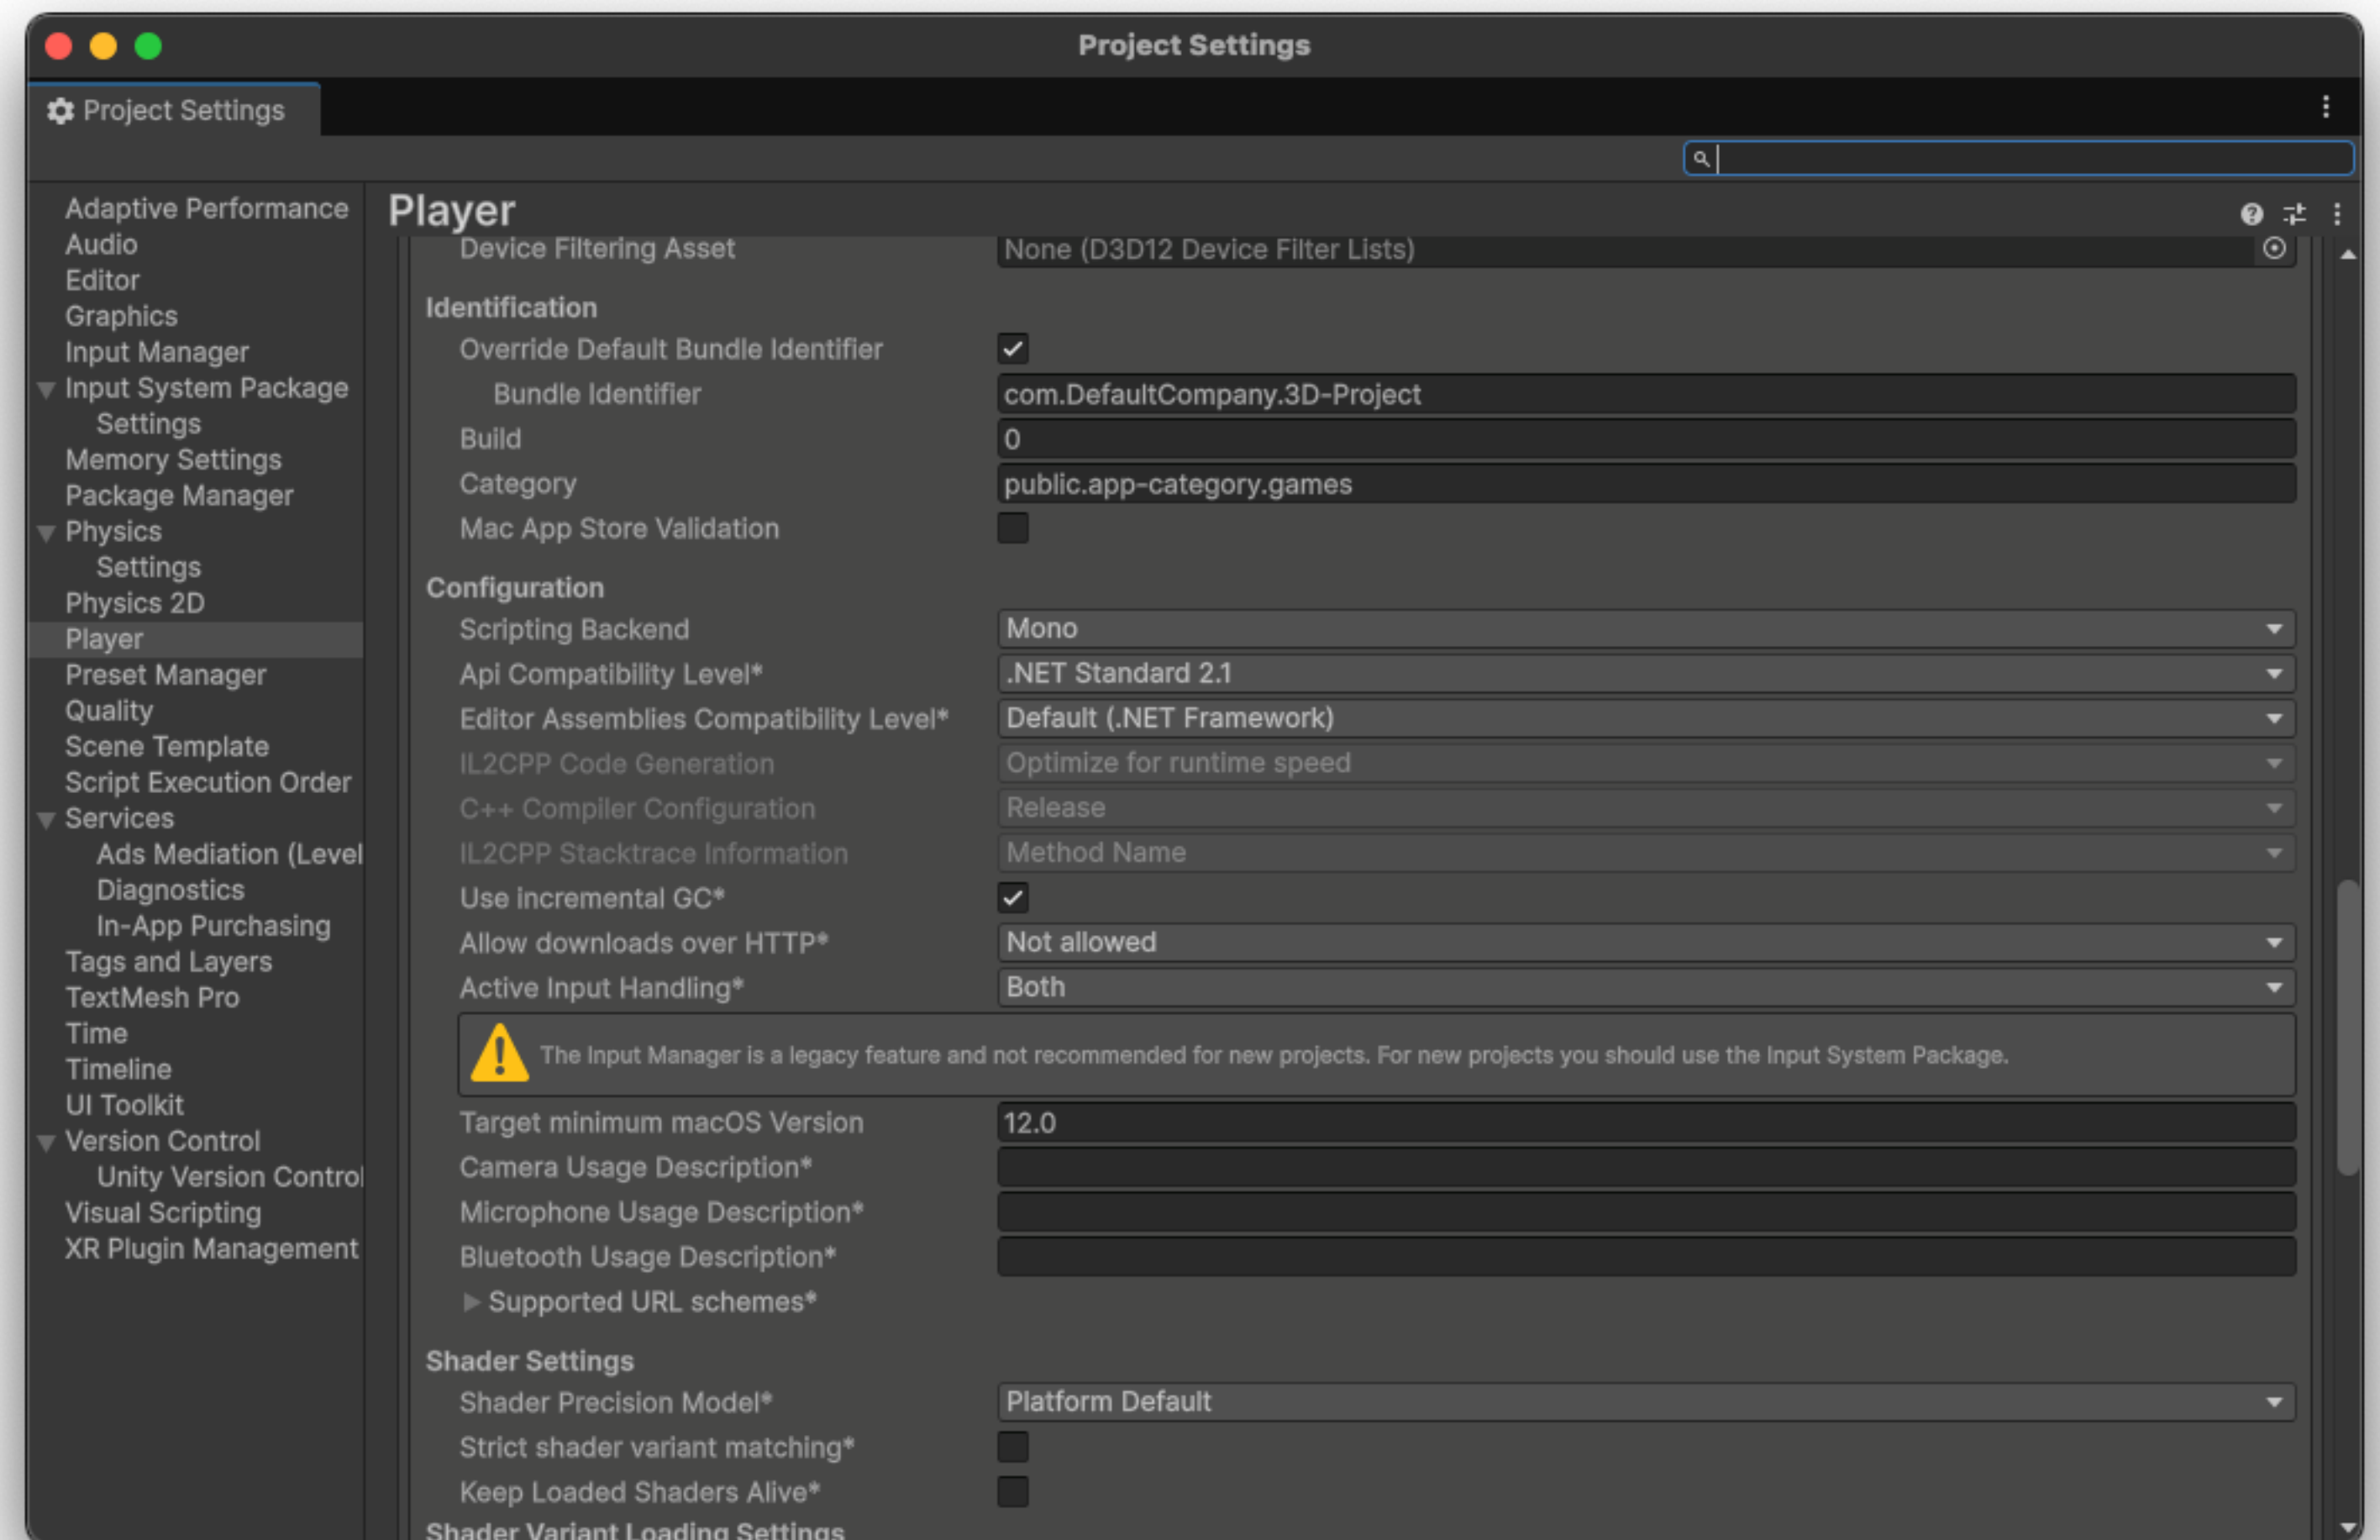 Project Settings
Project Settings
Adaptive Performance
Audio
Editor
Graphics
Input Manager
Input System Package
Settings
Memory Settings
Package Manager
Physics
Settings
Physics 2D
Player
Preset Manager
Quality
Scene Template
Script Execution Order
Services
Ads Mediation (Level
Diagnostics
In-App Purchasing
Tags and Layers
TextMesh Pro
Time
Timeline
UI Toolkit
Version Control
Unity Version Control
Visual Scripting
XR Plugin Management
Player
Device Filtering Asset None (D3D12 Device Filter Lists)
Identification
Override Default Bundle Identifier
Bundle Identifier com.DefaultCompany.3D-Project
Build 0
Category public.app-category.games
Mac App Store Validation
Configuration
Scripting Backend Mono
Api Compatibility Level* .NET Standard 2.1
Editor Assemblies Compatibility Level* Default (.NET Framework)
IL2CPP Code Generation Optimize for runtime speed
C++ Compiler Configuration Release
IL2CPP Stacktrace Information Method Name
Use incremental GC*
Allow downloads over HTTP* Not allowed
Active Input Handling* Both
The Input Manager is a legacy feature and not recommended for new projects. For new projects you should use the Input System Package.
Target minimum macOS Version 12.0
Camera Usage Description*
Microphone Usage Description*
Bluetooth Usage Description*
Supported URL schemes*
Shader Settings
Shader Precision Model* Platform Default
Strict shader variant matching*
Keep Loaded Shaders Alive*
Shader Variant Loading Settings